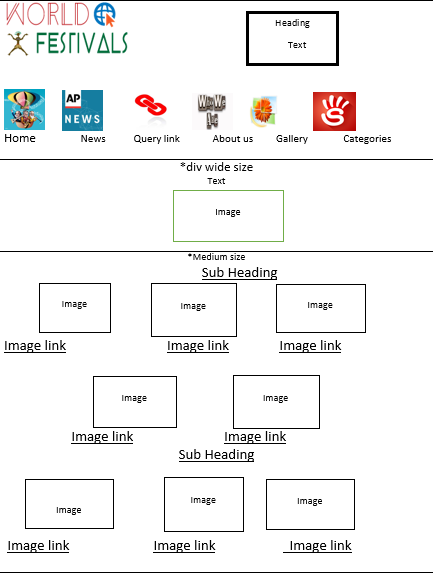 WORLD
FESTIVALS
Heading
Text
AP
NEWS
Home News Query link About us Gallery Categories
*div wide size
Text
Image
*Medium size
Sub Heading
Image Image Image
Image link Image link Image link
Image Image
Image link Image link
Sub Heading
Image Image Image
Image link Image link Image link